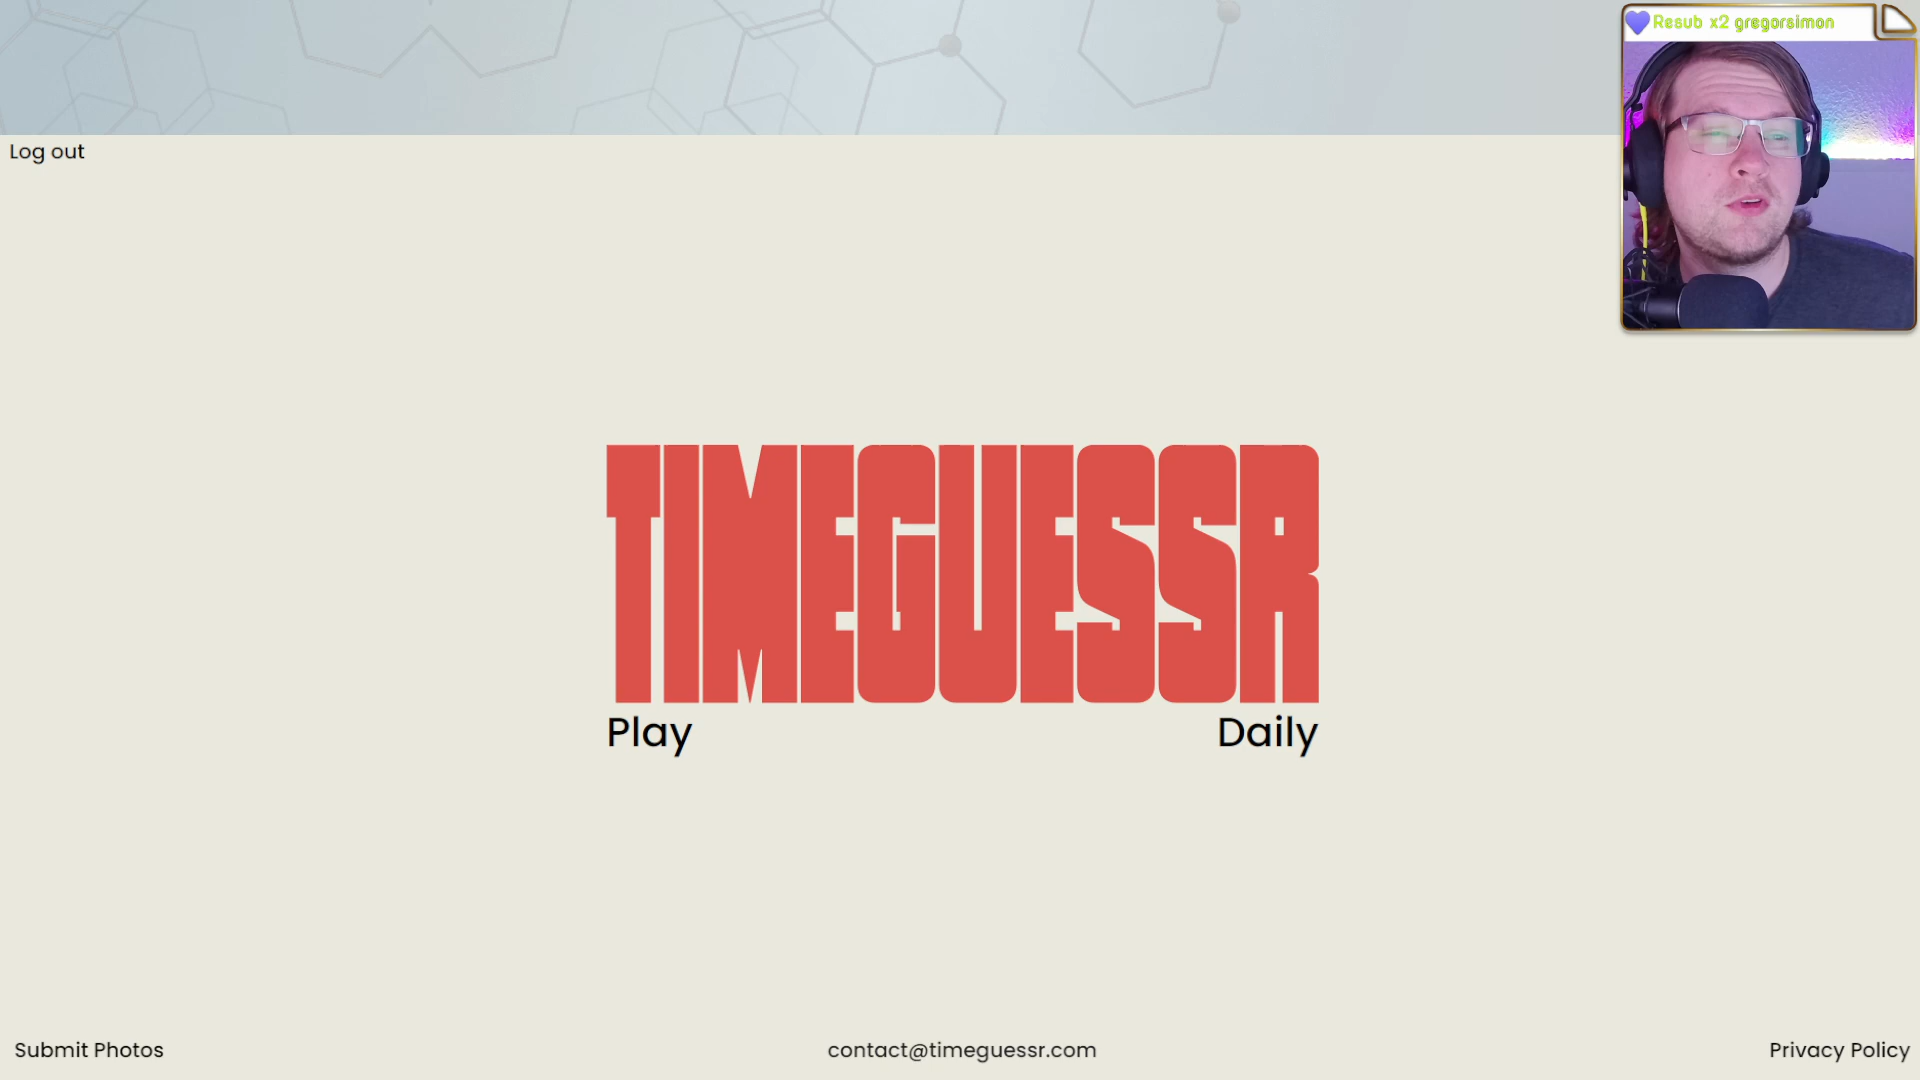 Resub x2 gregorsimon
Log out
TIMEGUESSR
Play
Daily
Submit Photos
contact@timeguessr.com
Privacy Policy